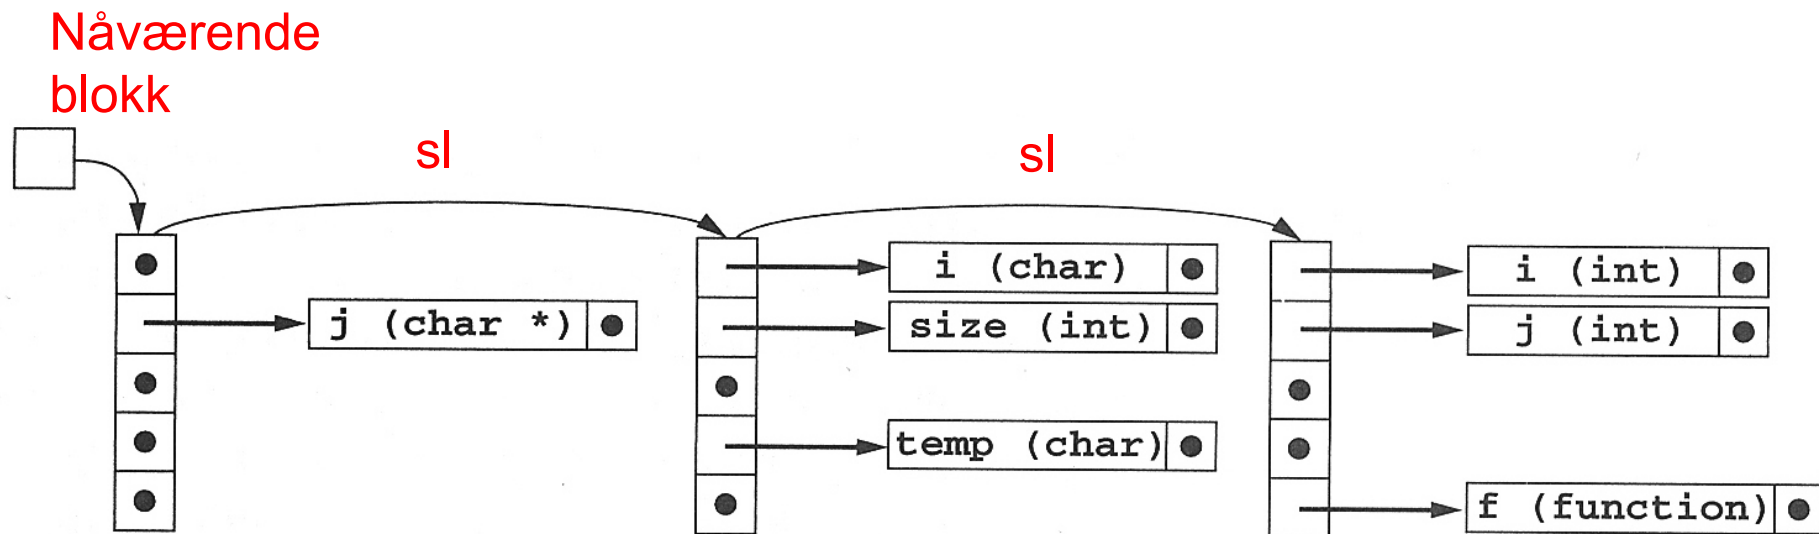 Nåværende
blokk
sl
sl
i (char)
i (int)
j (char *)
size (int)
j (int)
temp (char)
f (function)